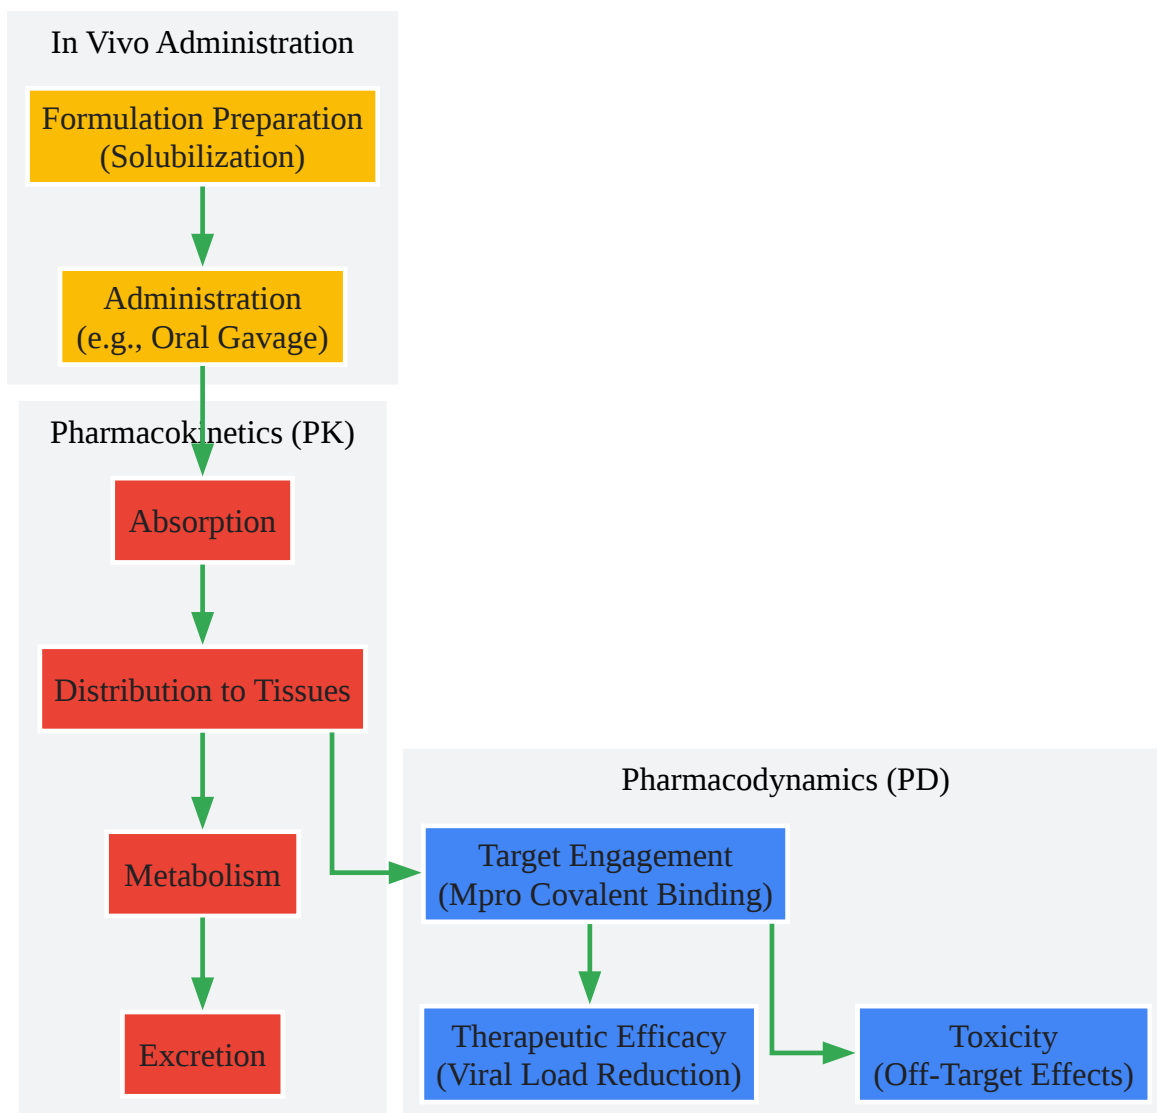 In Vivo Administration
Formulation Preparation
(Solubilization)
Administration
(e.g., Oral Gavage)
Pharmacokinetics (PK)
Absorption
Distribution to Tissues
Metabolism
Excretion
Pharmacodynamics (PD)
Target Engagement
(Mpro Covalent Binding)
Therapeutic Efficacy
(Viral Load Reduction)
Toxicity
(Off-Target Effects)